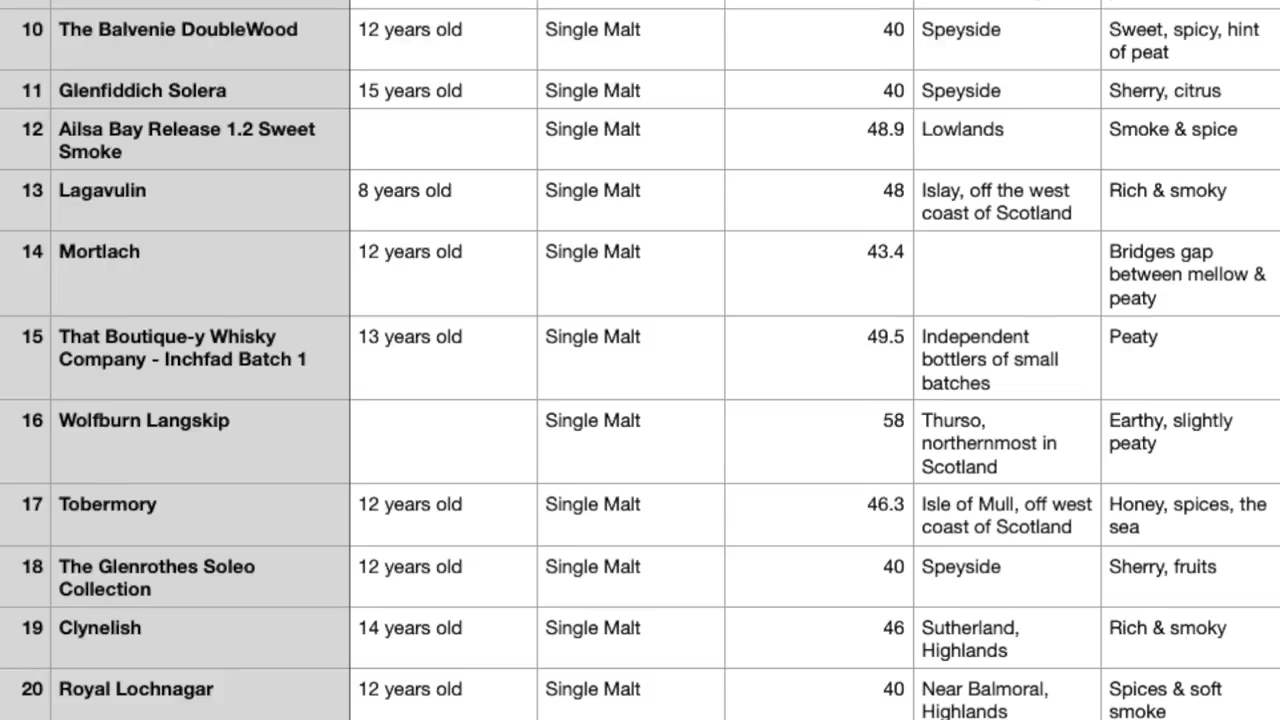 10 The Balvenie DoubleWood 12 years old Single Malt 40 Speyside Sweet, spicy, hint
of peat
11 Glenfiddich Solera 15 years old Single Malt 40 Speyside Sherry, citrus
12 Ailsa Bay Release 1.2 Sweet Single Malt 48.9 Lowlands Smoke & spice
Smoke
13 Lagavulin 8 years old Single Malt 48 Islay, off the west Rich & smoky
coast of Scotland
14 Mortlach 12 years old Single Malt 43.4 Bridges gap
between mellow &
peaty
15 That Boutique-y Whisky 13 years old Single Malt 49.5 Independent Peaty
Company - Inchfad Batch 1 bottlers of small
batches
16 Wolfburn Langskip Single Malt 58 Thurso, Earthy, slightly
northernmost in peaty
Scotland
17 Tobermory 12 years old Single Malt 46.3 Isle of Mull, off west Honey, spices, the
coast of Scotland sea
18 The Glenrothes Soleo 12 years old Single Malt 40 Speyside Sherry, fruits
Collection
19 Clynelish 14 years old Single Malt 46 Sutherland, Rich & smoky
Highlands
20 Royal Lochnagar 12 years old Single Malt 40 Near Balmoral, Spices & soft
Highlands smoke